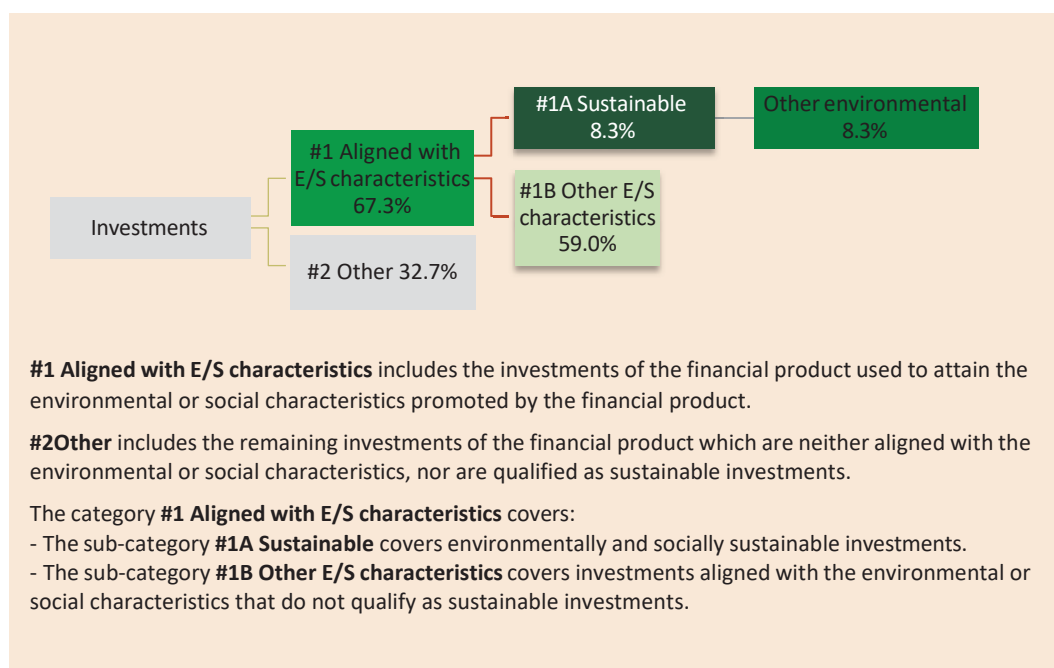 #1A Sustainable
8.3%
Other environmental
8.3%
#1 Aligned with
E/S characteristics
67.3%
#1B Other E/S
characteristics
59.0%
Investments
#2 Other 32.7%
#1 Aligned with E/S characteristics includes the investments of the financial product used to attain the
environmental or social characteristics promoted by the financial product.
#2Other includes the remaining investments of the financial product which are neither aligned with the
environmental or social characteristics, nor are qualified as sustainable investments.
The category #1 Aligned with E/S characteristics covers:
- The sub-category #1A Sustainable covers environmentally and socially sustainable investments.
- The sub-category #1B Other E/S characteristics covers investments aligned with the environmental or
social characteristics that do not qualify as sustainable investments.